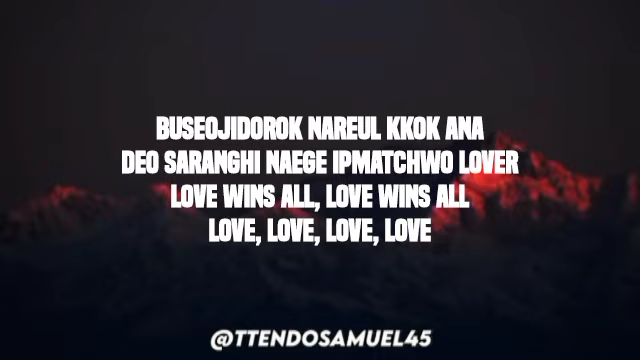 BUSEOJIDOROK NAREUL KKOK ANA
DEO SARANGHI NAEGE IPMATCHWO LOVER
LOVE WINS ALL, LOVE WINS ALL
LOVE, LOVE, LOVE, LOVE
@TTENDOSAMUEL45